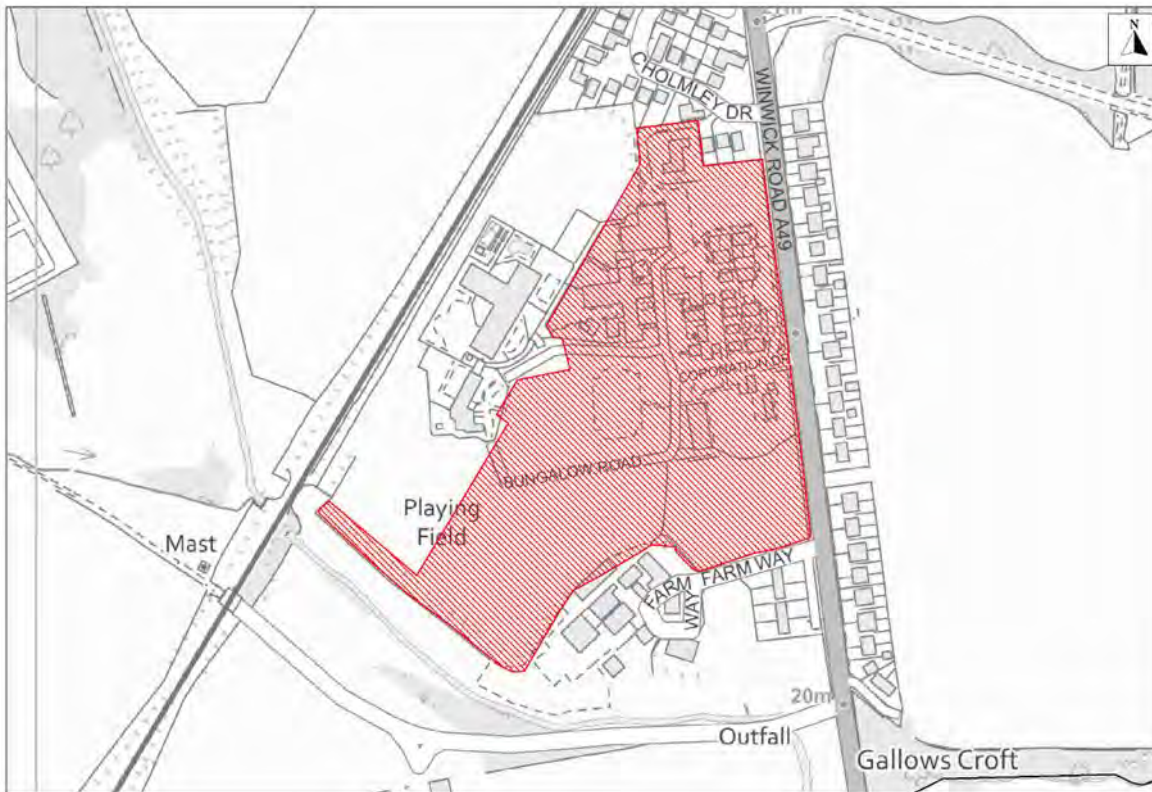 N
CHOLMLEY DR
WINWICK ROAD A49
CORONATION
BUNGALOW ROAD
Playing
Field
Mast
FARM WAY
FARM
WAY
20m
Outfall
Gallows Croft